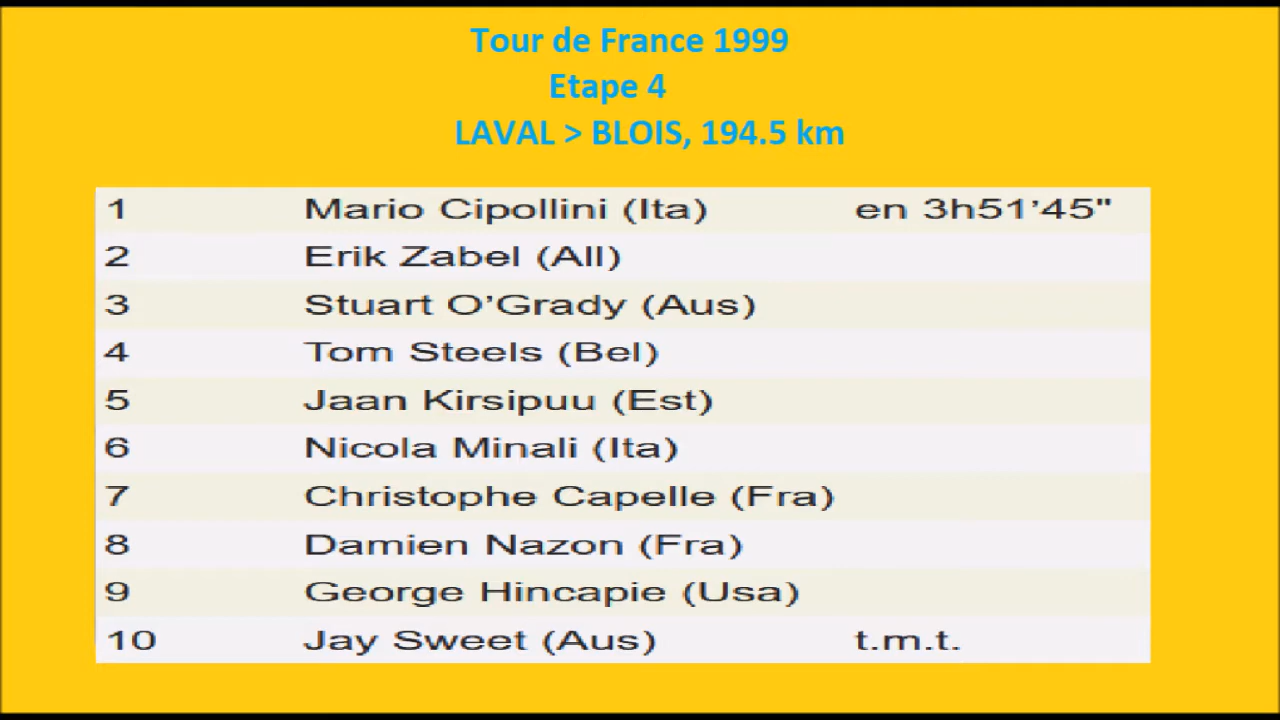 Tour de France 1999
Etape 4
LAVAL > BLOIS, 194.5 km
1 Mario Cipollini (Ita) en 3h51'45"
2 Erik Zabel (All)
3 Stuart O'Grady (Aus)
4 Tom Steels (Bel)
5 Jaan Kirsipuu (Est)
6 Nicola Minali (Ita)
7 Christophe Capelle (Fra)
8 Damien Nazon (Fra)
9 George Hincapie (Usa)
10 Jay Sweet (Aus) t.m.t.